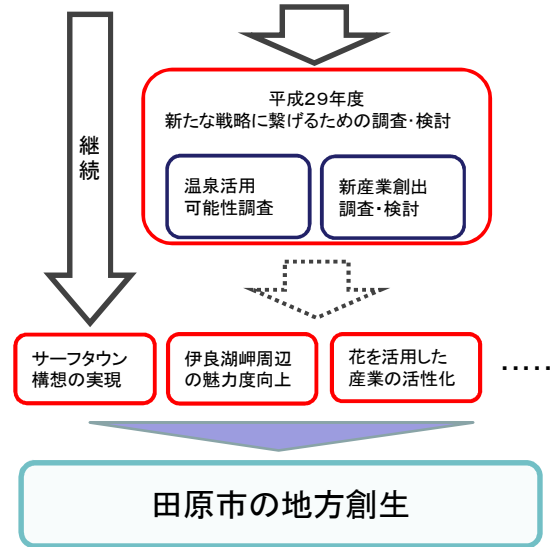 平成29年度
新たな戦略に繋げるための調査・検討
継続
温泉活用
可能性調査
新産業創出
調査・検討
サーフタウン
構想の実現
伊良湖岬周辺
の魅力度向上
花を活用した
産業の活性化
・・・・・
田原市の地方創生